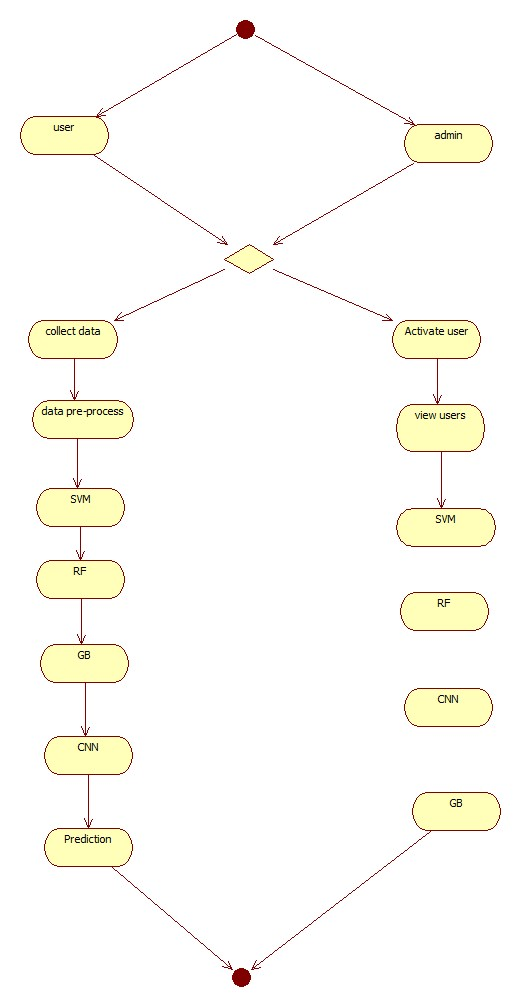 user
admin
collect data
Activate user
data pre-process
view users
SVM
SVM
RF
RF
GB
CNN
CNN
GB
Prediction